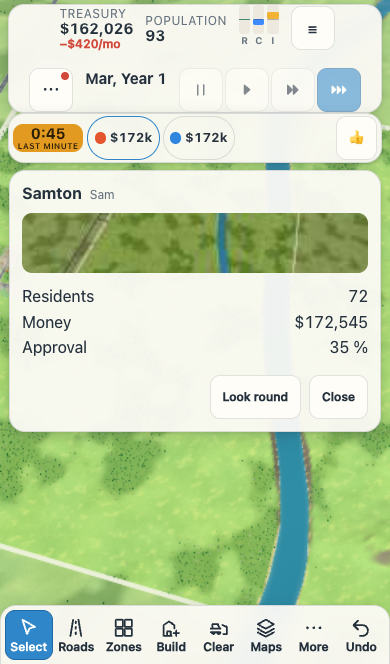 TREASURY
$162,026
−$420/mo
POPULATION
93
R C I
Mar, Year 1
0:45
LAST MINUTE
$172k
$172k
Samton Sam
Residents 72
Money $172,545
Approval 35 %
Look round Close
Select Roads Zones Build Clear Maps More Undo